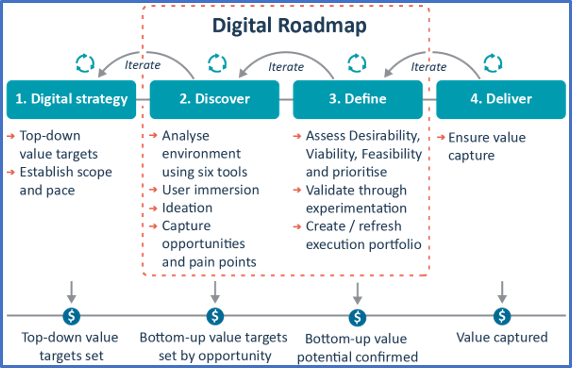 Digital Roadmap
Iterate
Iterate
Iterate
1. Digital strategy
2. Discover
3. Define
4. Deliver
Top-down
value targets
Establish scope
and pace
Analyse
environment
using six tools
User immersion
Ideation
Capture
opportunities
and pain points
Assess Desirability,
Viability, Feasibility
and prioritise
Validate through
experimentation
Create / refresh
execution portfolio
Ensure value
capture
$
$
$
$
Top-down value
targets set
Bottom-up value targets
set by opportunity
Bottom-up value
potential confirmed
Value captured